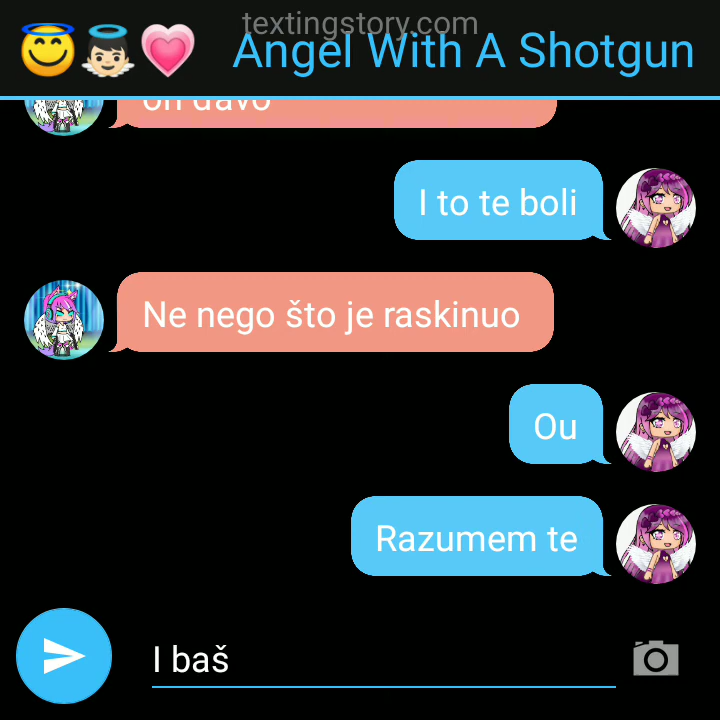 textingstory.com
Angel With A Shotgun
I to te boli
Ne nego što je raskinuo
Ou
Razumem te
I baš